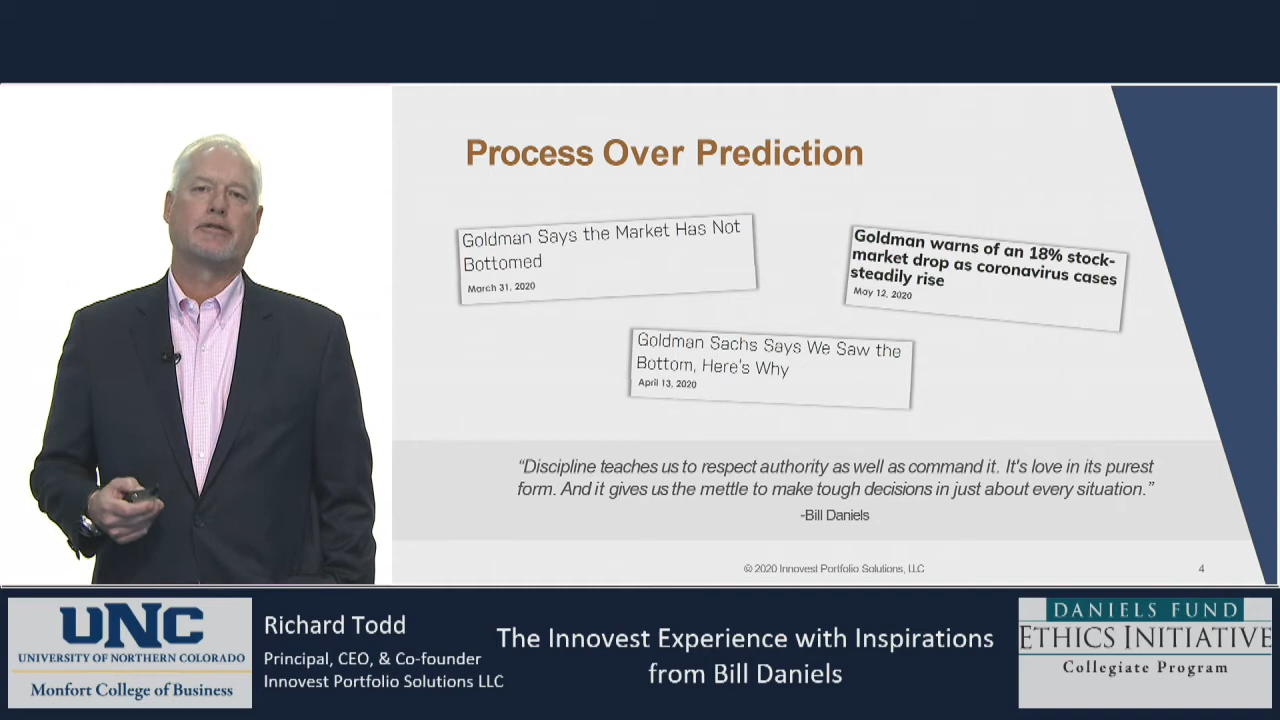 Process Over Prediction
Goldman Says the Market Has Not
Bottomed
March 31, 2020
Goldman warns of an 18% stock-
market drop as coronavirus cases
steadily rise
May 12, 2020
Goldman Sachs Says We Saw the
Bottom, Here's Why
April 13, 2020
“Discipline teaches us to respect authority as well as command it. It's love in its purest
form. And it gives us the mettle to make tough decisions in just about every situation.”
-Bill Daniels
© 2020 Innovest Portfolio Solutions, LLC
4
UNC
UNIVERSITY OF NORTHERN COLORADO
Monfort College of Business
Richard Todd
Principal, CEO, & Co-founder
Innovest Portfolio Solutions LLC
The Innovest Experience with Inspirations
from Bill Daniels
DANIELS FUND
ETHICS INITIATIVE
Collegiate Program